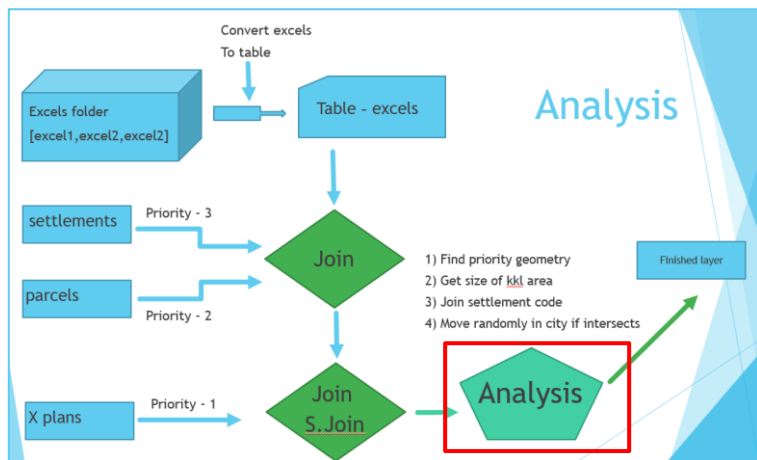 Convert excels
To table
Analysis
Excels folder
[excel1,excel2,excel2]
Table - excels
settlements
Priority - 3
Join
1) Find priority geometry
2) Get size of kkl area
3) Join settlement code
4) Move randomly in city if intersects
Finished layer
parcels
Priority - 2
X plans
Priority - 1
Join
S.Join
Analysis